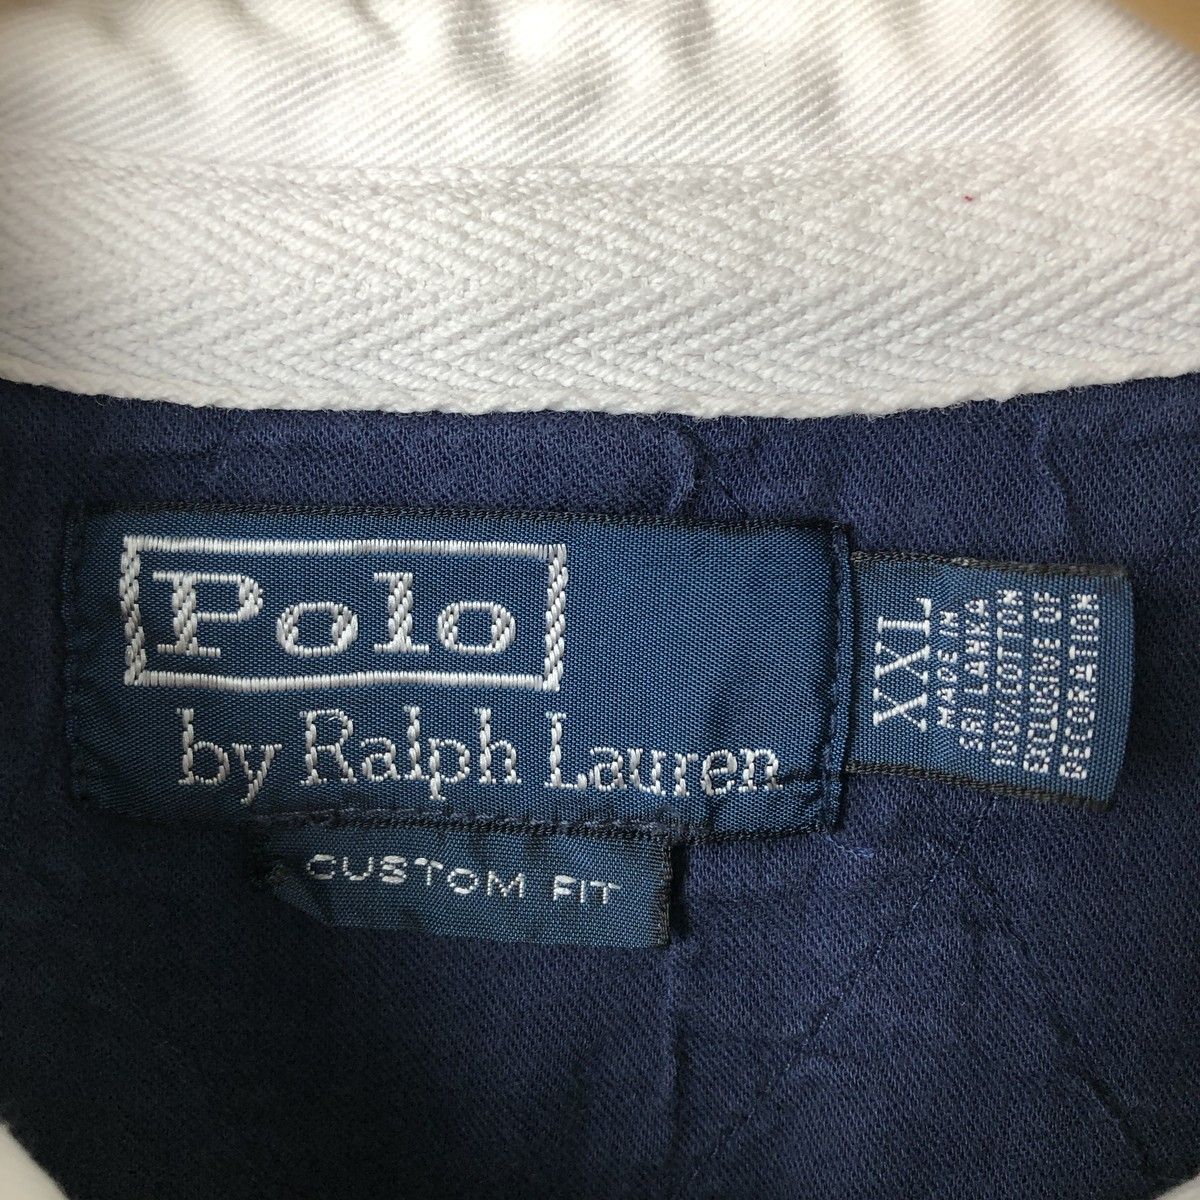 Polo
by Ralph Lauren
CUSTOM FIT
XXL
MADE IN
SRI LANKA
100% COTTON
EXCLUSIVE OF
DECORATION